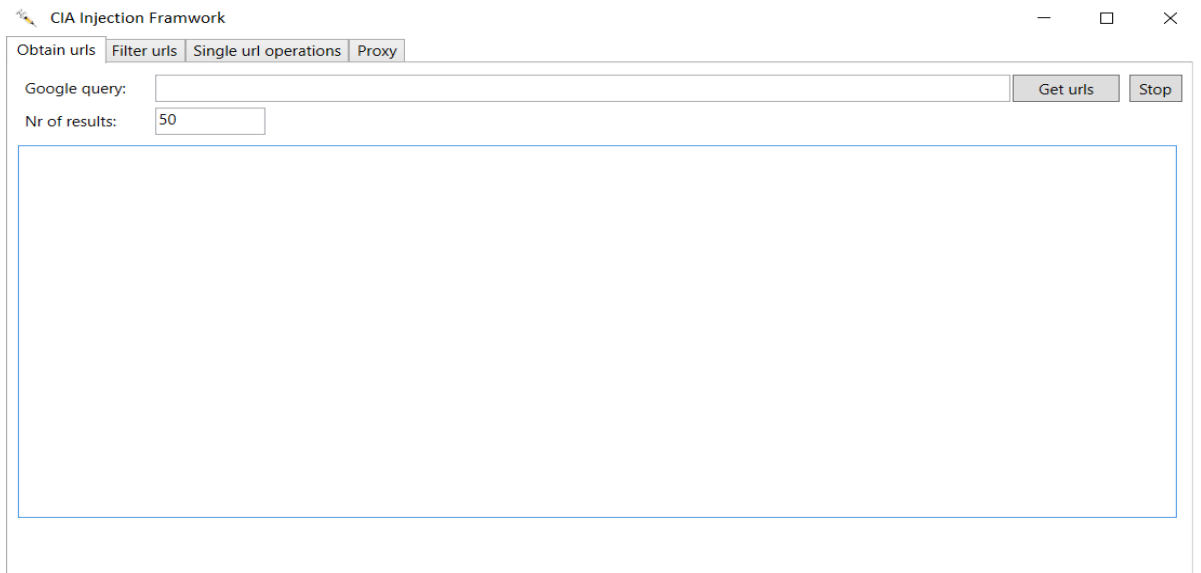 CIA Injection Framwork
Obtain urls Filter urls Single url operations Proxy
Google query: Get urls Stop
Nr of results: 50